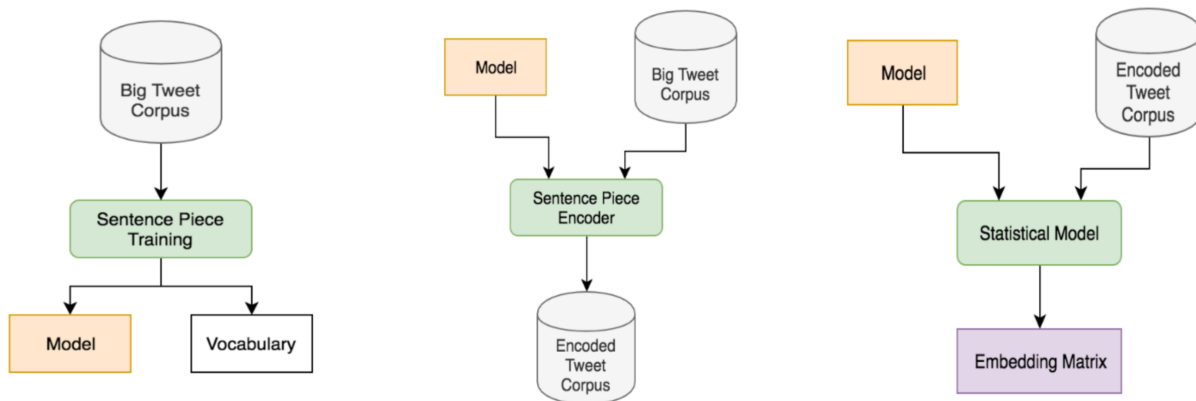 Big Tweet
Corpus
Sentence Piece
Training
Model
Vocabulary
Model
Big Tweet
Corpus
Sentence Piece
Encoder
Encoded
Tweet
Corpus
Model
Encoded
Tweet
Corpus
Statistical Model
Embedding Matrix